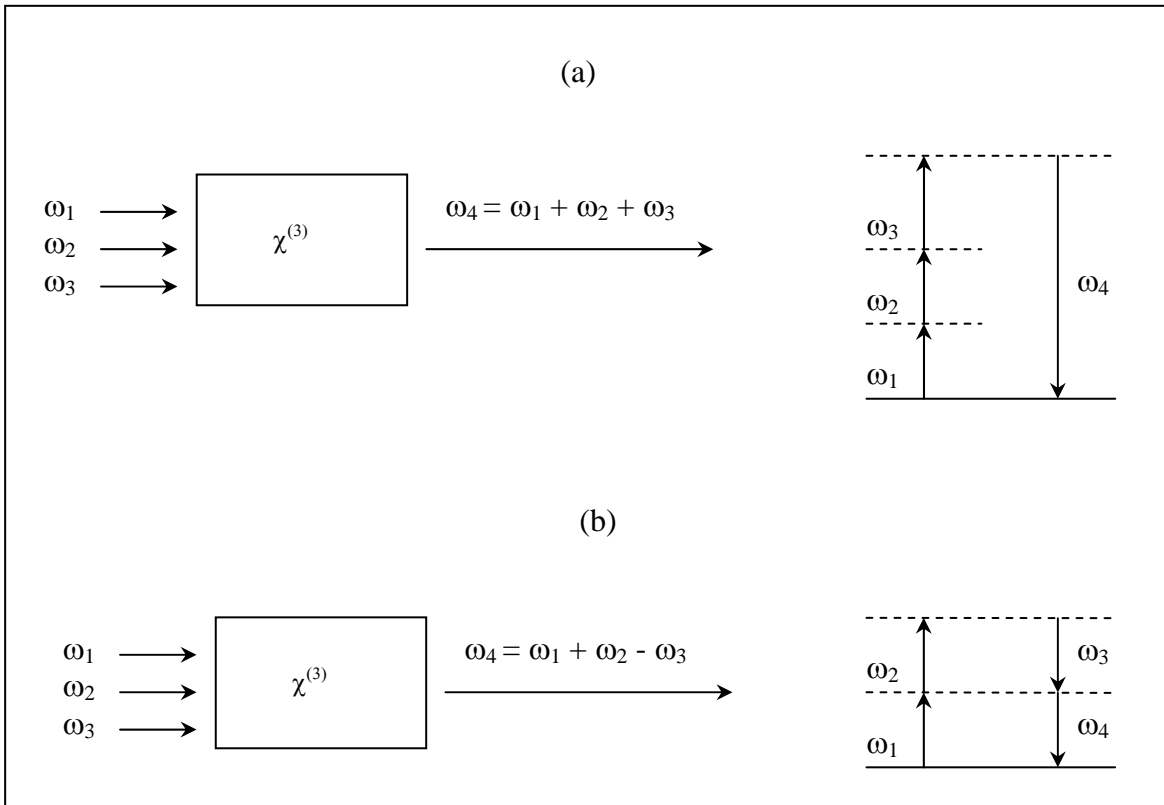 (a)
ω₁
ω₂
ω₃
χ⁽³⁾
ω₄ = ω₁ + ω₂ + ω₃
ω₃
ω₂
ω₁
ω₄
(b)
ω₁
ω₂
ω₃
χ⁽³⁾
ω₄ = ω₁ + ω₂ - ω₃
ω₂
ω₁
ω₃
ω₄